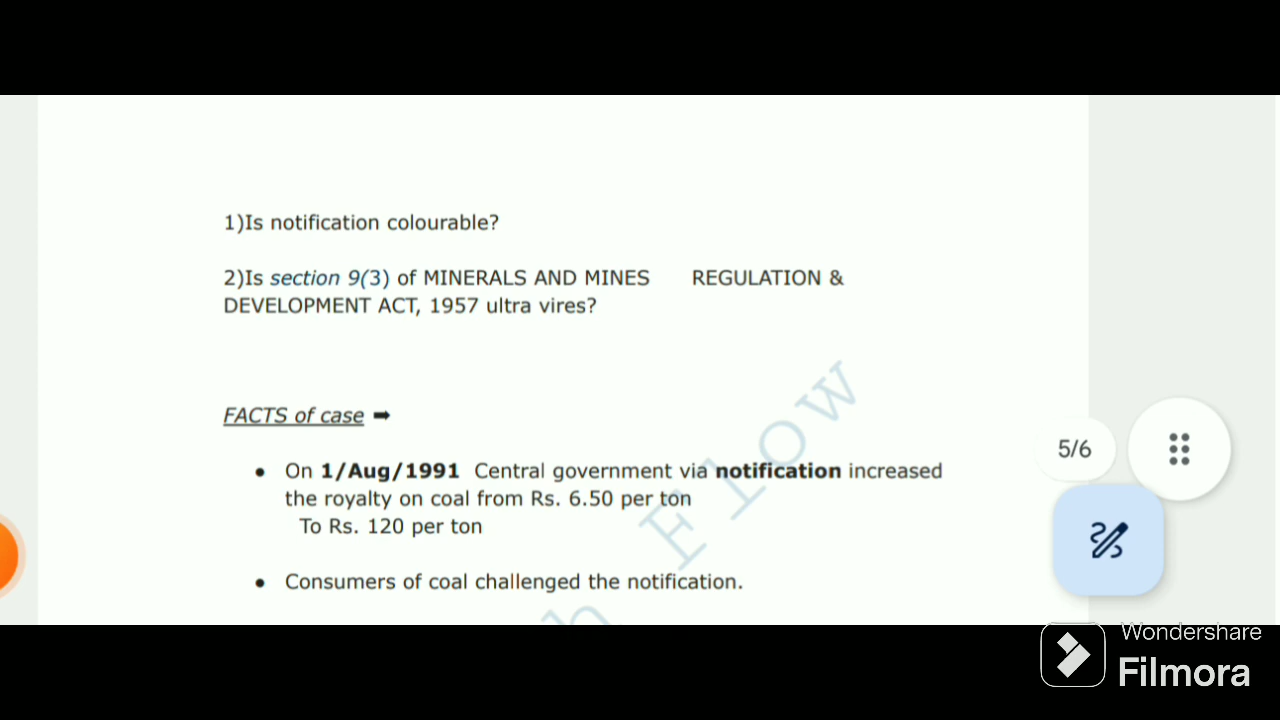 1)Is notification colourable?
2)Is section 9(3) of MINERALS AND MINES REGULATION &
DEVELOPMENT ACT, 1957 ultra vires?
FACTS of case ➡
• On 1/Aug/1991 Central government via notification increased
the royalty on coal from Rs. 6.50 per ton
To Rs. 120 per ton
5/6
• Consumers of coal challenged the notification.
h Flow
Wondershare
Filmora